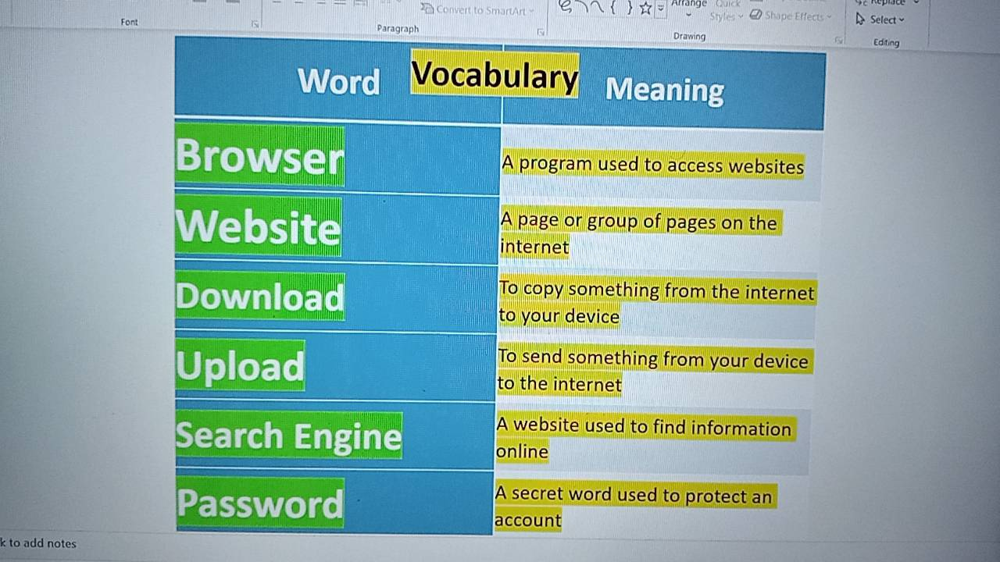 Replace
Arrange
Quick
Convert to SmartArt
Styles
Shape Effects
Select
Font
Paragraph
Drawing
Editing
Vocabulary
Word
Meaning
Browser
A program used to access websites
Website
A page or group of pages on the
internet
Download
To copy something from the internet
to your device
Upload
To send something from your device
to the internet
Search Engine
A website used to find information
online
Password
A secret word used to protect an
account
k to add notes